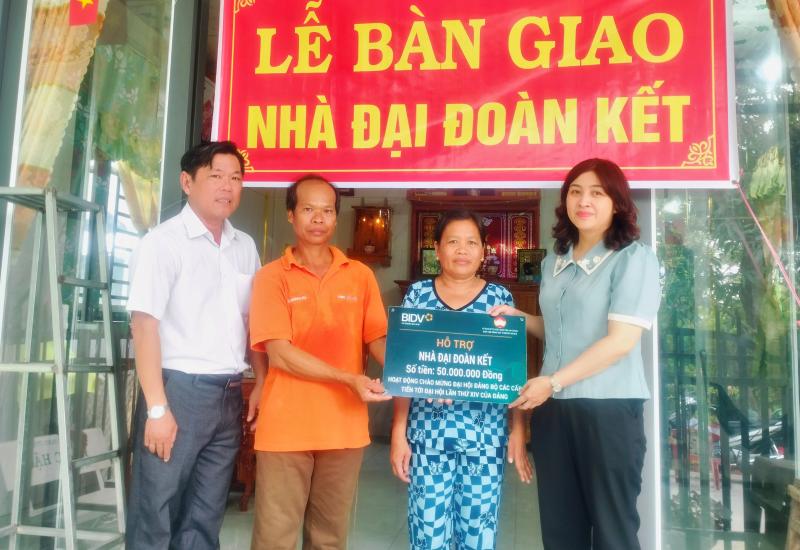 LỄ BÀN GIAO
NHÀ ĐẠI ĐOÀN KẾT
BIDV
HỖ TRỢ
NHÀ ĐẠI ĐOÀN KẾT
Số tiền: 50.000.000 Đồng
HOẠT ĐỘNG CHÀO MỪNG ĐẠI HỘI ĐẢNG BỘ CÁC CẤP
TIẾN TỚI ĐẠI HỘI LẦN THỨ XIV CỦA ĐẢNG